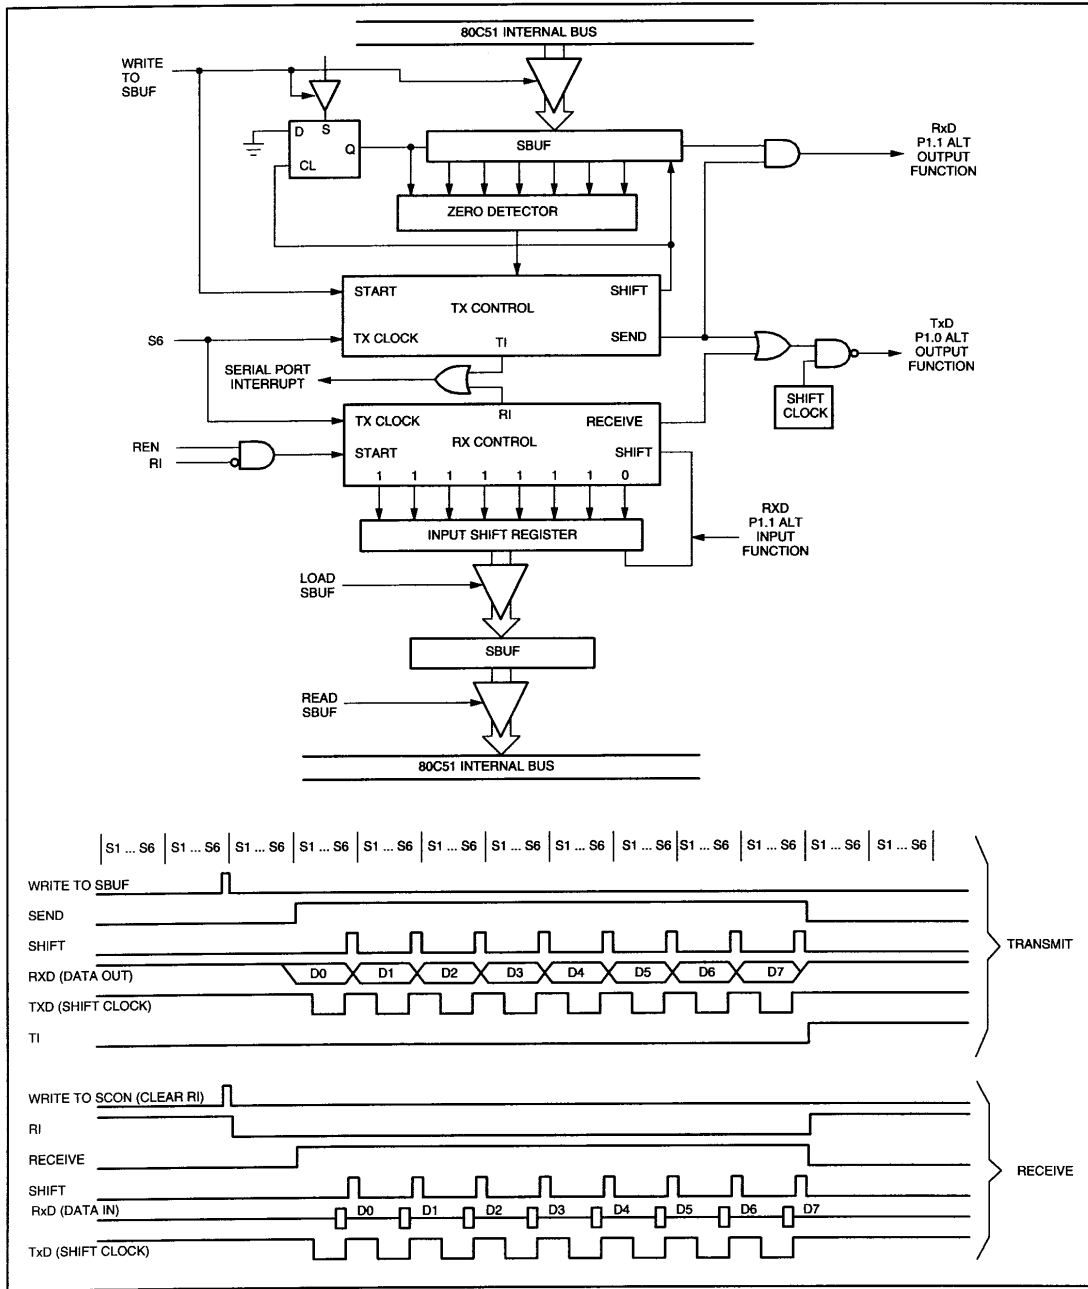 80C51 INTERNAL BUS
WRITE
TO
SBUF
D
S
Q
CL
SBUF
RxD
P1.1 ALT
OUTPUT
FUNCTION
ZERO DETECTOR
START
SHIFT
TX CONTROL
S6
TX CLOCK
TI
SEND
TxD
P1.0 ALT
OUTPUT
FUNCTION
SERIAL PORT
INTERRUPT
SHIFT
CLOCK
TX CLOCK
RI
RECEIVE
RX CONTROL
REN
RI
START
SHIFT
1 1 1 1 1 1 1 0
INPUT SHIFT REGISTER
RXD
P1.1 ALT
INPUT
FUNCTION
LOAD
SBUF
SBUF
READ
SBUF
80C51 INTERNAL BUS
S1 ... S6 S1 ... S6 S1 ... S6 S1 ... S6 S1 ... S6 S1 ... S6 S1 ... S6 S1 ... S6 S1 ... S6 S1 ... S6 S1 ... S6 S1 ... S6 S1 ... S6
WRITE TO SBUF
SEND
SHIFT
TRANSMIT
RXD (DATA OUT) D0 D1 D2 D3 D4 D5 D6 D7
TXD (SHIFT CLOCK)
TI
WRITE TO SCON (CLEAR RI)
RI
RECEIVE
RECEIVE
SHIFT
RxD (DATA IN) D0 D1 D2 D3 D4 D5 D6 D7
TxD (SHIFT CLOCK)